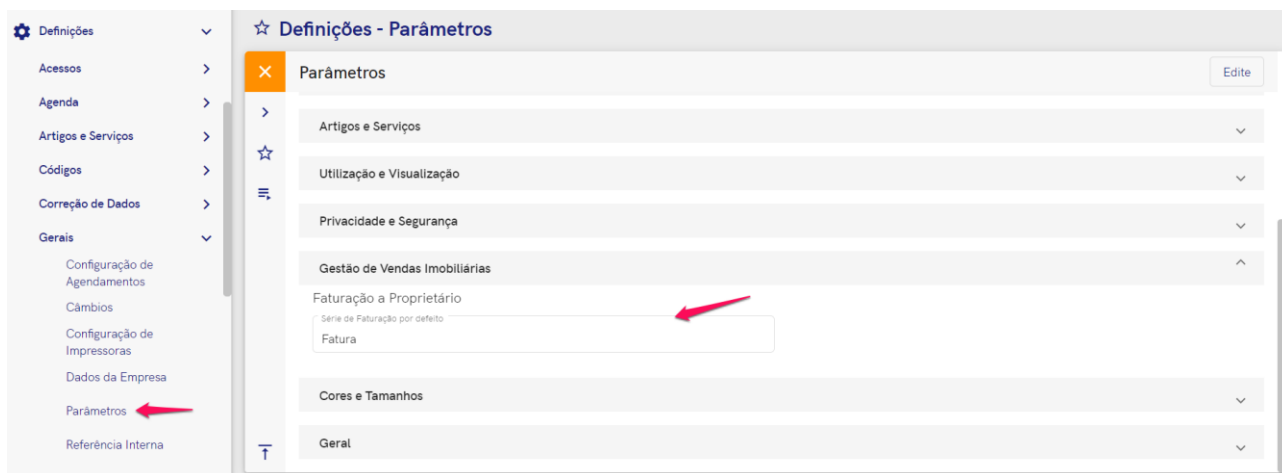 Definições
Acessos
Agenda
Artigos e Serviços
Códigos
Correção de Dados
Gerais
Configuração de
Agendamentos
Câmbios
Configuração de
Impressoras
Dados da Empresa
Parâmetros
Referência Interna
Definições - Parâmetros
Parâmetros
Edite
Artigos e Serviços
Utilização e Visualização
Privacidade e Segurança
Gestão de Vendas Imobiliárias
Faturação a Proprietário
Série de Faturação por defeito
Fatura
Cores e Tamanhos
Geral